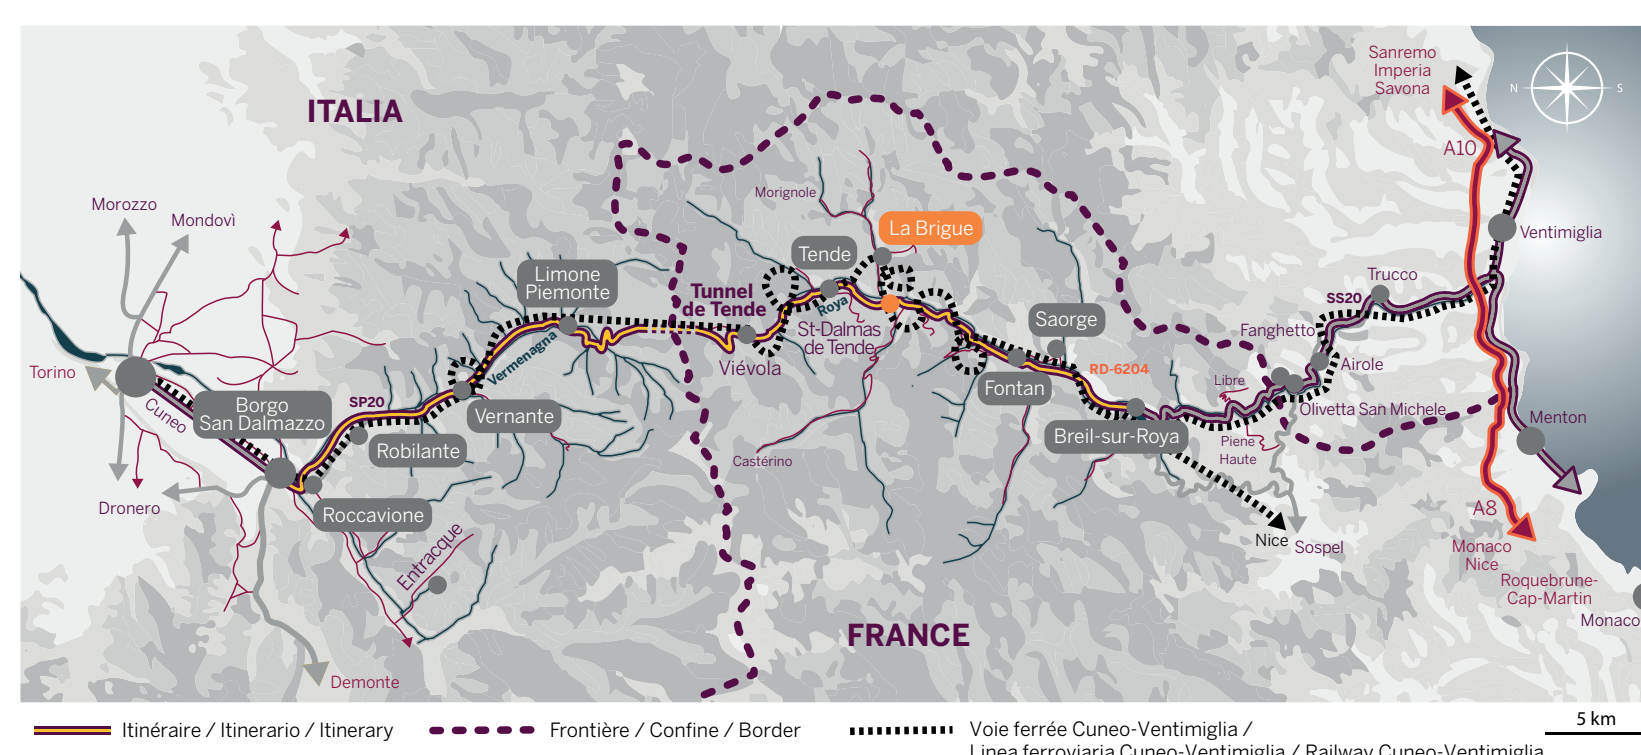 Sanremo
Imperia
Savona
N
S
ITALIA
A10
Morozzo
Mondovì
Morignole
La Brigue
Ventimiglia
Tende
Limone
Piemonte
Trucco
Tunnel
de Tende
Roya
SS20
Saorge
St-Dalmas
de Tende
Fanghetto
Vermenagna
Viévola
Airole
Torino
RD-6204
Libre
Fontan
SP20
Cuneo
Borgo
San Dalmazzo
Vernante
Olivetta San Michele
Menton
Robilante
Breil-sur-Roya
Piene
Haute
Castérino
Dronero
Roccavione
A8
Entracque
Nice
Sospel
Monaco
Nice
Roquebrune-
Cap-Martin
Monaco
FRANCE
Demonte
Itinéraire / Itinerario / Itinerary
Frontière / Confine / Border
Voie ferrée Cuneo-Ventimiglia /
Linea ferroviaria Cuneo-Ventimiglia / Railway Cuneo-Ventimiglia
5 km